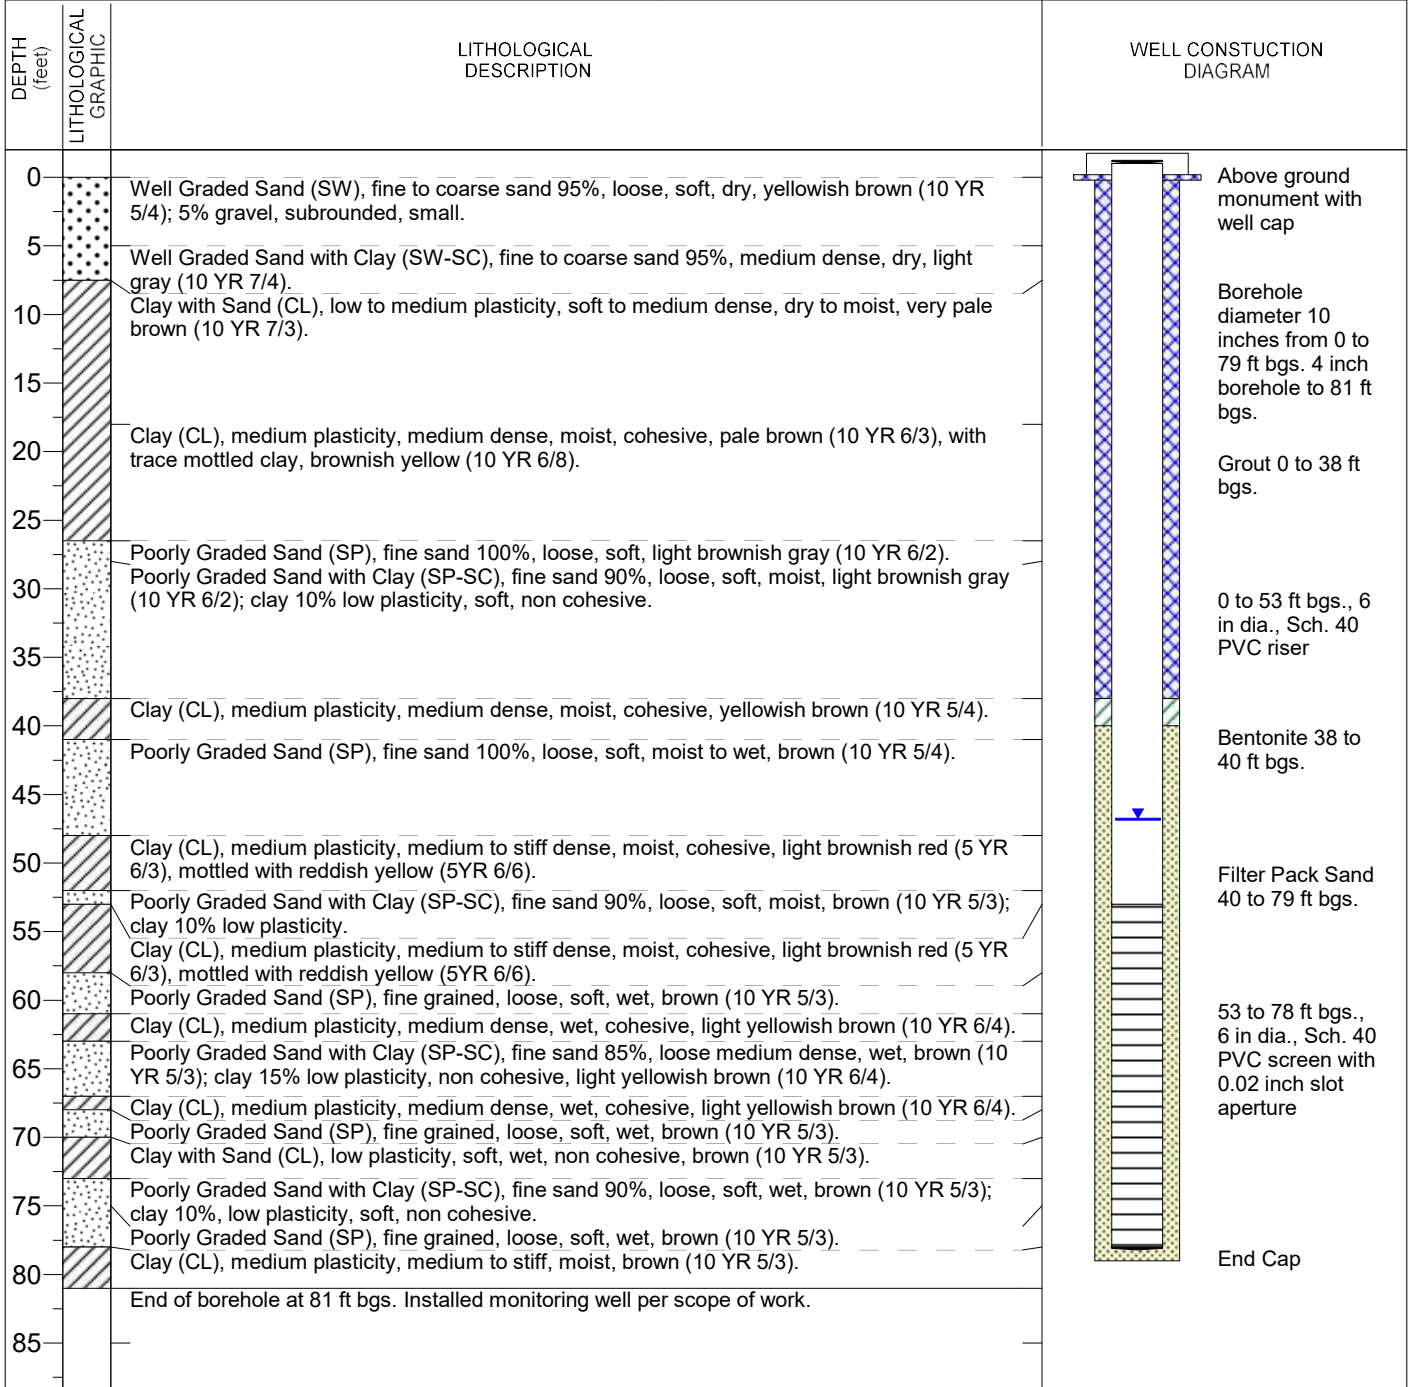 DEPTH
(feet)
LITHOLOGICAL
GRAPHIC
LITHOLOGICAL
DESCRIPTION
WELL CONSTUCTION
DIAGRAM
0
5
10
15
20
25
30
35
40
45
50
55
60
65
70
75
80
85
Well Graded Sand (SW), fine to coarse sand 95%, loose, soft, dry, yellowish brown (10 YR
5/4); 5% gravel, subrounded, small.
Well Graded Sand with Clay (SW-SC), fine to coarse sand 95%, medium dense, dry, light
gray (10 YR 7/4).
Clay with Sand (CL), low to medium plasticity, soft to medium dense, dry to moist, very pale
brown (10 YR 7/3).
Clay (CL), medium plasticity, medium dense, moist, cohesive, pale brown (10 YR 6/3), with
trace mottled clay, brownish yellow (10 YR 6/8).
Poorly Graded Sand (SP), fine sand 100%, loose, soft, light brownish gray (10 YR 6/2).
Poorly Graded Sand with Clay (SP-SC), fine sand 90%, loose, soft, moist, light brownish gray
(10 YR 6/2); clay 10% low plasticity, soft, non cohesive.
Clay (CL), medium plasticity, medium dense, moist, cohesive, yellowish brown (10 YR 5/4).
Poorly Graded Sand (SP), fine sand 100%, loose, soft, moist to wet, brown (10 YR 5/4).
Clay (CL), medium plasticity, medium to stiff dense, moist, cohesive, light brownish red (5 YR
6/3), mottled with reddish yellow (5YR 6/6).
Poorly Graded Sand with Clay (SP-SC), fine sand 90%, loose, soft, moist, brown (10 YR 5/3);
clay 10% low plasticity.
Clay (CL), medium plasticity, medium to stiff dense, moist, cohesive, light brownish red (5 YR
6/3), mottled with reddish yellow (5YR 6/6).
Poorly Graded Sand (SP), fine grained, loose, soft, wet, brown (10 YR 5/3).
Clay (CL), medium plasticity, medium dense, wet, cohesive, light yellowish brown (10 YR 6/4).
Poorly Graded Sand with Clay (SP-SC), fine sand 85%, loose medium dense, wet, brown (10
YR 5/3); clay 15% low plasticity, non cohesive, light yellowish brown (10 YR 6/4).
Clay (CL), medium plasticity, medium dense, wet, cohesive, light yellowish brown (10 YR 6/4).
Poorly Graded Sand (SP), fine grained, loose, soft, wet, brown (10 YR 5/3).
Clay with Sand (CL), low plasticity, soft, wet, non cohesive, brown (10 YR 5/3).
Poorly Graded Sand with Clay (SP-SC), fine sand 90%, loose, soft, wet, brown (10 YR 5/3);
clay 10%, low plasticity, soft, non cohesive.
Poorly Graded Sand (SP), fine grained, loose, soft, wet, brown (10 YR 5/3).
Clay (CL), medium plasticity, medium to stiff, moist, brown (10 YR 5/3).
End of borehole at 81 ft bgs. Installed monitoring well per scope of work.
Above ground
monument with
well cap
Borehole
diameter 10
inches from 0 to
79 ft bgs. 4 inch
borehole to 81 ft
bgs.
Grout 0 to 38 ft
bgs.
0 to 53 ft bgs., 6
in dia., Sch. 40
PVC riser
Bentonite 38 to
40 ft bgs.
Filter Pack Sand
40 to 79 ft bgs.
53 to 78 ft bgs.,
6 in dia., Sch. 40
PVC screen with
0.02 inch slot
aperture
End Cap